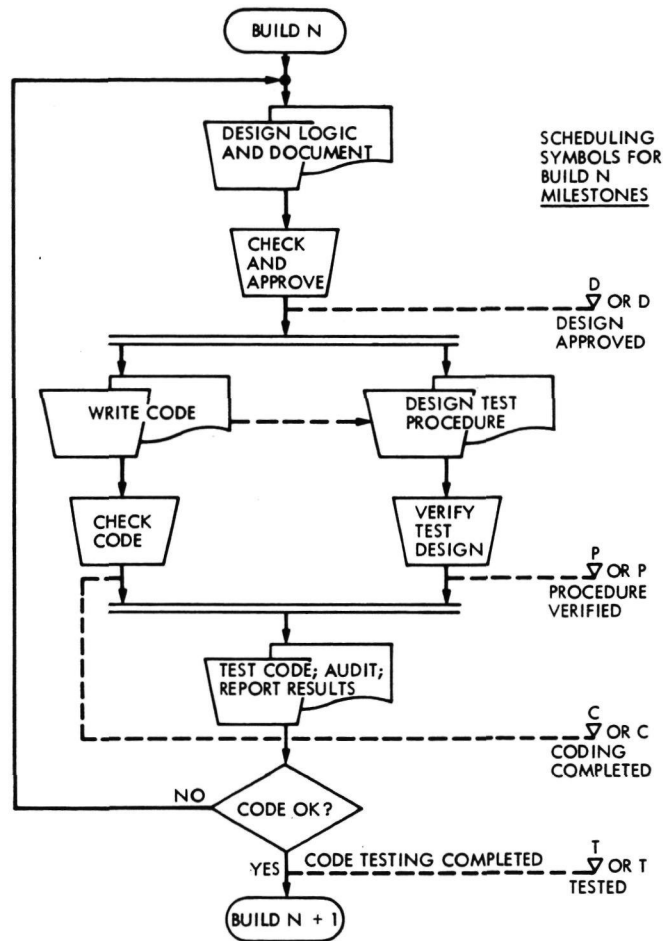 BUILD N
DESIGN LOGIC
AND DOCUMENT
SCHEDULING
SYMBOLS FOR
BUILD N
MILESTONES
CHECK
AND
APPROVE
D
OR D
DESIGN
APPROVED
WRITE CODE
DESIGN TEST
PROCEDURE
CHECK
CODE
VERIFY
TEST
DESIGN
P
OR P
PROCEDURE
VERIFIED
TEST CODE; AUDIT;
REPORT RESULTS
C
OR C
CODING
COMPLETED
NO
CODE OK?
YES
CODE TESTING COMPLETED
T
OR T
TESTED
BUILD N + 1